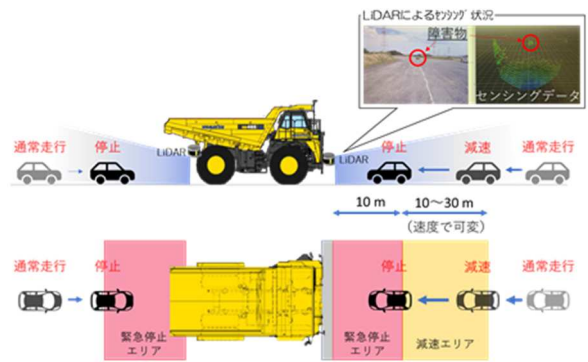 LiDARによるセンシング状況
障害物
センシングデータ
通常走行
停止
LiDAR
KOMATSU
LiDAR
停止
減速
通常走行
10 m
10～30 m
(速度で可変)
通常走行
停止
停止
減速
通常走行
緊急停止
エリア
緊急停止
エリア
減速エリア